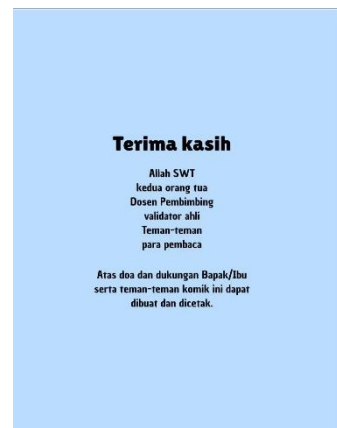 Terima kasih
Allah SWT
kedua orang tua
Dosen Pembimbing
validator ahli
Teman-teman
para pembaca
Atas doa dan dukungan Bapak/Ibu
serta teman-teman komik ini dapat
dibuat dan dicetak.